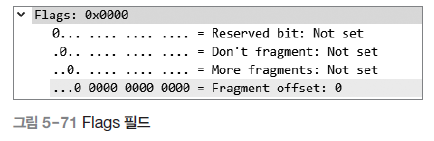 Flags: 0x0000
0... .... .... .... = Reserved bit: Not set
.0.. .... .... .... = Don't fragment: Not set
..0. .... .... .... = More fragments: Not set
...0 0000 0000 0000 = Fragment offset: 0
그림 5-71 Flags 필드